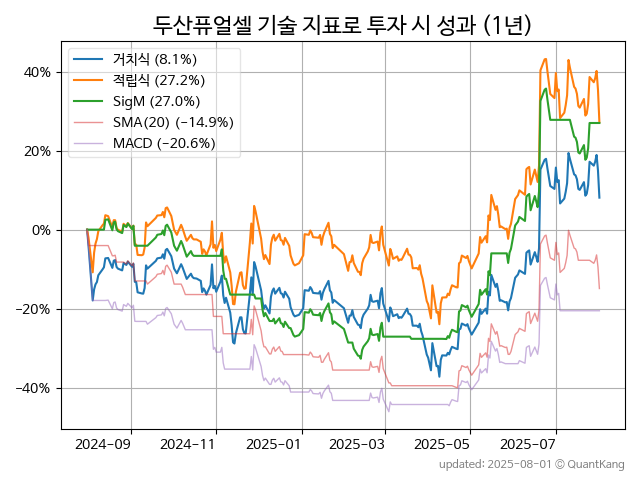 두산퓨얼셀 기술 지표로 투자 시 성과 (1년)
거치식 (8.1%)
적립식 (27.2%)
SigM (27.0%)
SMA(20) (−14.9%)
MACD (−20.6%)
40%
20%
0%
−20%
−40%
2024-09 2024-11 2025-01 2025-03 2025-05 2025-07
updated: 2025-08-01 © QuantKang